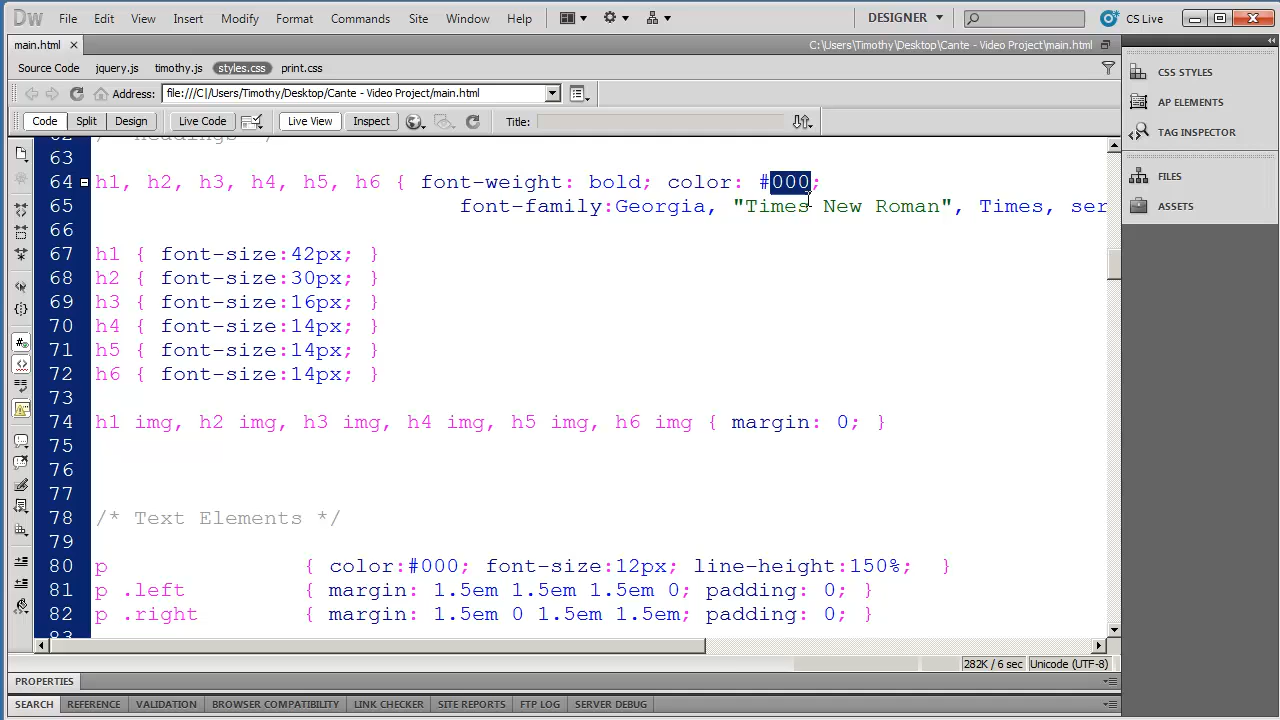 Dw File Edit View Insert Modify Format Commands Site Window Help DESIGNER CS Live
main.html C:\Users\Timothy\Desktop\Cante - Video Project\main.html
Source Code jquery.js timothy.js styles.css print.css
Address: file:///C|/Users/Timothy/Desktop/Cante - Video Project/main.html
Code Split Design Live Code Live View Inspect Title:
CSS STYLES
AP ELEMENTS
TAG INSPECTOR
FILES
ASSETS
62 /* Headings */
63
64 h1, h2, h3, h4, h5, h6 { font-weight: bold; color: #000;
65 font-family:Georgia, "Times New Roman", Times, ser
66
67 h1 { font-size:42px; }
68 h2 { font-size:30px; }
69 h3 { font-size:16px; }
70 h4 { font-size:14px; }
71 h5 { font-size:14px; }
72 h6 { font-size:14px; }
73
74 h1 img, h2 img, h3 img, h4 img, h5 img, h6 img { margin: 0; }
75
76
77
78 /* Text Elements */
79
80 p { color:#000; font-size:12px; line-height:150%; }
81 p .left { margin: 1.5em 1.5em 1.5em 0; padding: 0; }
82 p .right { margin: 1.5em 0 1.5em 1.5em; padding: 0; }
83
282K / 6 sec Unicode (UTF-8)
PROPERTIES
SEARCH REFERENCE VALIDATION BROWSER COMPATIBILITY LINK CHECKER SITE REPORTS FTP LOG SERVER DEBUG